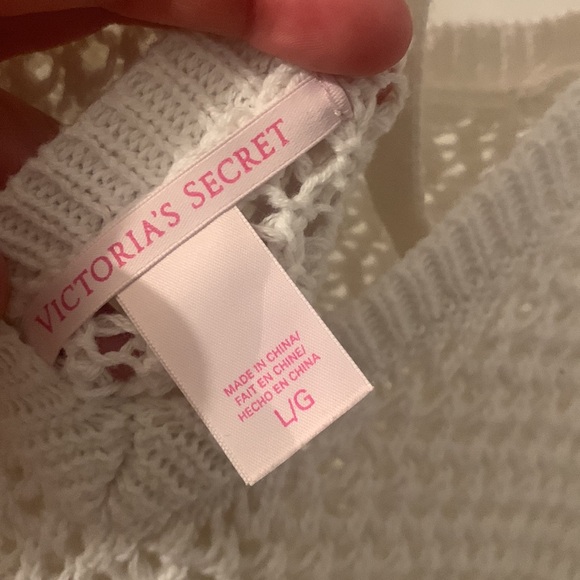 VICTORIA'S SECRET
MADE IN CHINA/
FAIT EN CHINE/
HECHO EN CHINA
L/G